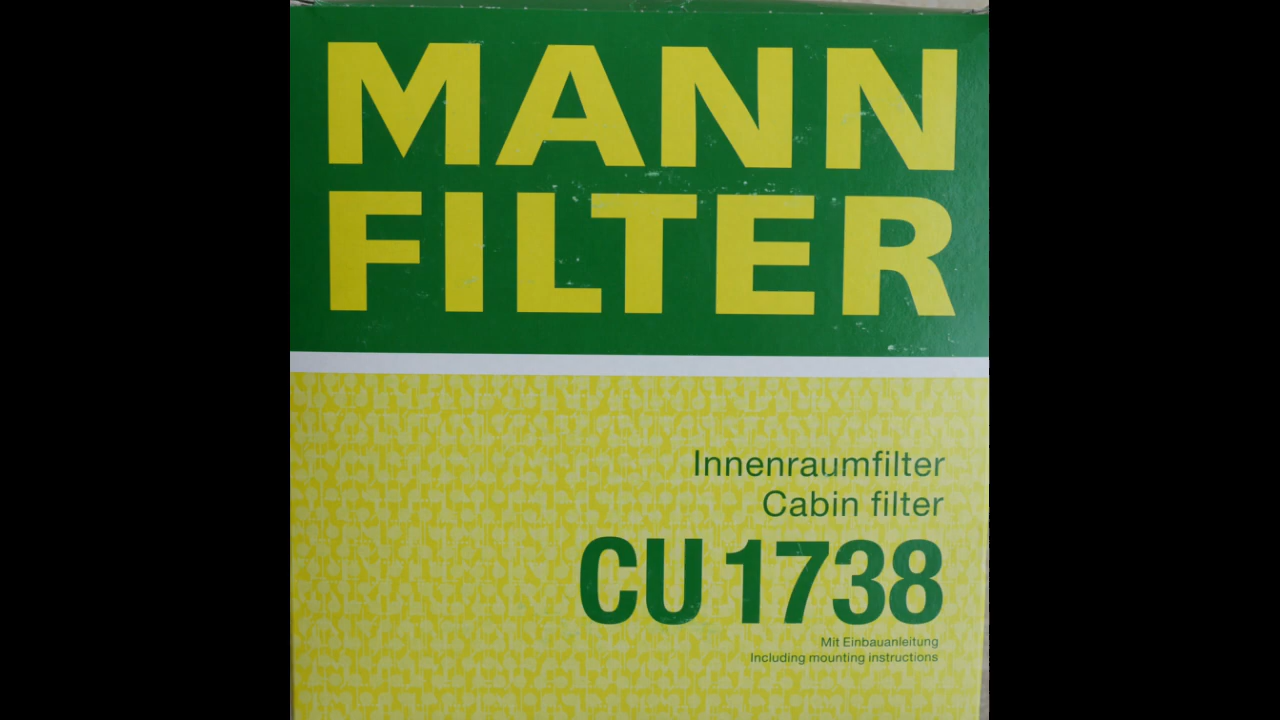 MANN
FILTER
Innenraumfilter
Cabin filter
CU 1738
Mit Einbauanleitung
Including mounting instructions